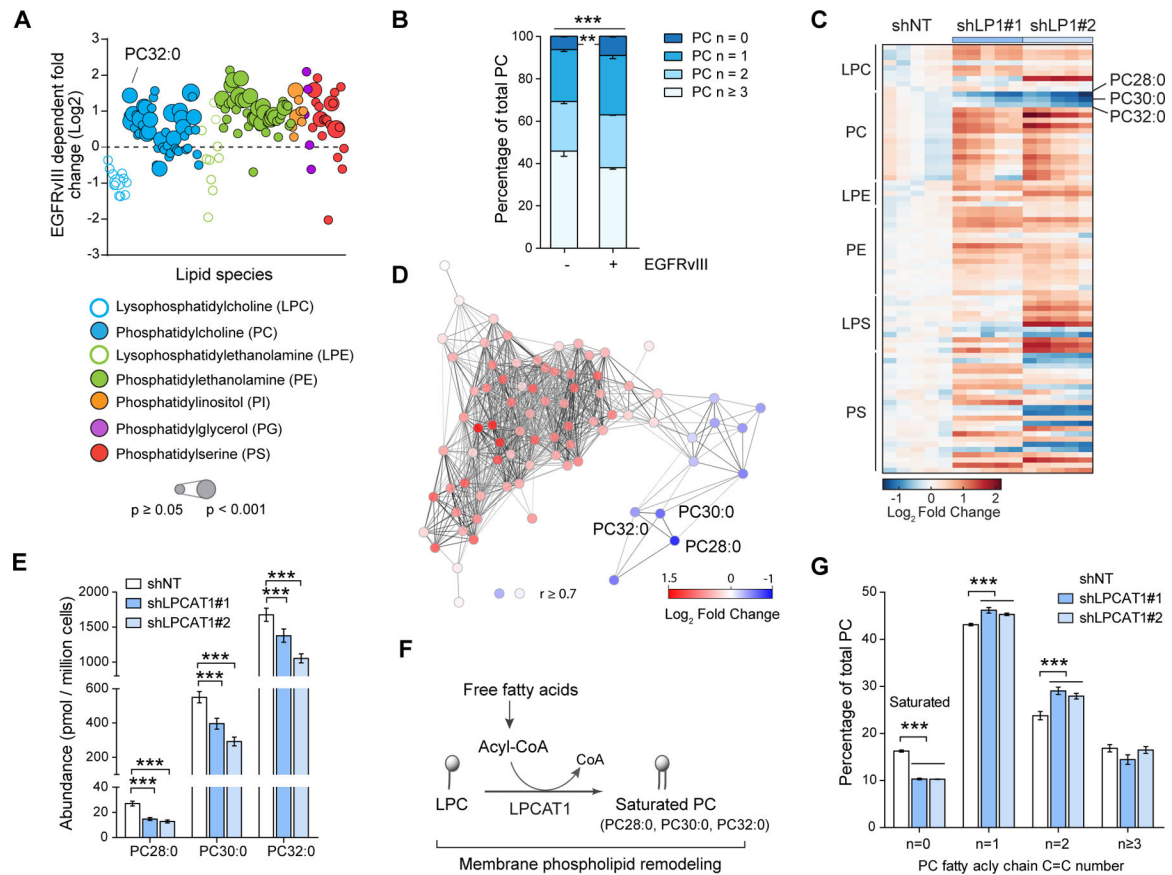 A
PC32:0
EGFRvIII dependent fold
change (Log2)
3
2
1
0
-1
-2
-3
Lipid species
Lysophosphatidylcholine (LPC)
Phosphatidylcholine (PC)
Lysophosphatidylethanolamine (LPE)
Phosphatidylethanolamine (PE)
Phosphatidylinositol (PI)
Phosphatidylglycerol (PG)
Phosphatidylserine (PS)
p ≥ 0.05 p < 0.001
B
***
**
Percentage of total PC
100
80
60
40
20
0
- + EGFRvIII
PC n = 0
PC n = 1
PC n = 2
PC n ≥ 3
C
shNT shLP1#1 shLP1#2
LPC
PC
LPE
PE
LPS
PS
PC28:0
PC30:0
PC32:0
-1 0 1 2
Log2 Fold Change
D
PC32:0
PC30:0
PC28:0
r ≥ 0.7
1.5 0 -1
Log2 Fold Change
E
shNT
shLPCAT1#1
shLPCAT1#2
Abundance (pmol / million cells)
2000
1500
1000
600
400
200
40
20
0
***
***
***
***
***
***
PC28:0 PC30:0 PC32:0
F
Free fatty acids
Acyl-CoA
CoA
LPC
LPCAT1
Saturated PC
(PC28:0, PC30:0, PC32:0)
Membrane phospholipid remodeling
G
shNT
shLPCAT1#1
shLPCAT1#2
Percentage of total PC
50
40
30
20
10
0
Saturated
***
***
***
n=0 n=1 n=2 n≥3
PC fatty acly chain C=C number